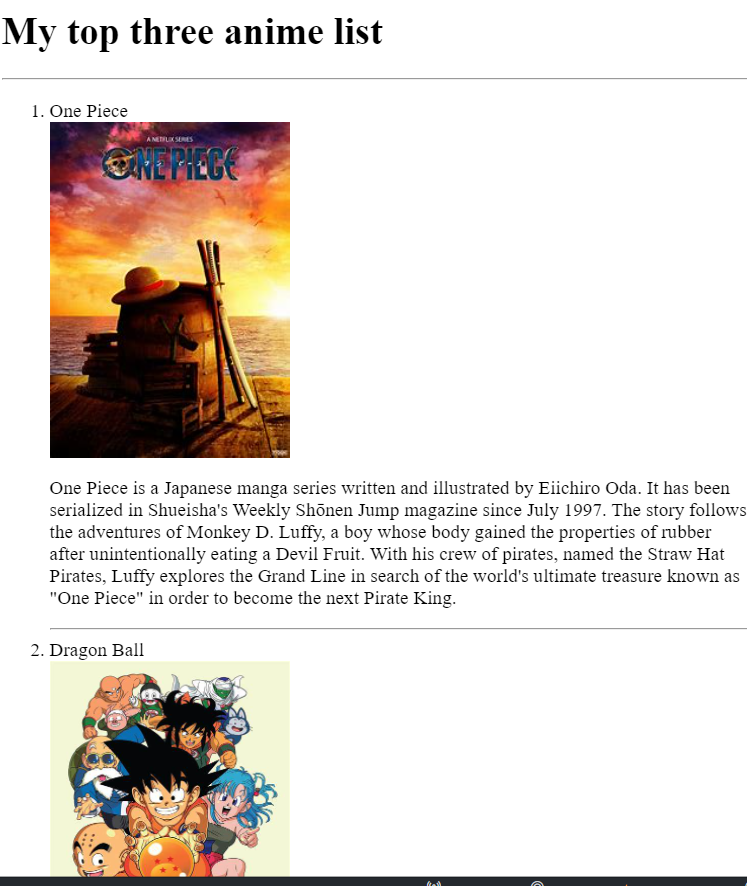 My top three anime list
1. One Piece
A NETFLIX SERIES
ONE PIECE
One Piece is a Japanese manga series written and illustrated by Eiichiro Oda. It has been
serialized in Shueisha's Weekly Shōnen Jump magazine since July 1997. The story follows
the adventures of Monkey D. Luffy, a boy whose body gained the properties of rubber
after unintentionally eating a Devil Fruit. With his crew of pirates, named the Straw Hat
Pirates, Luffy explores the Grand Line in search of the world's ultimate treasure known as
"One Piece" in order to become the next Pirate King.
2. Dragon Ball